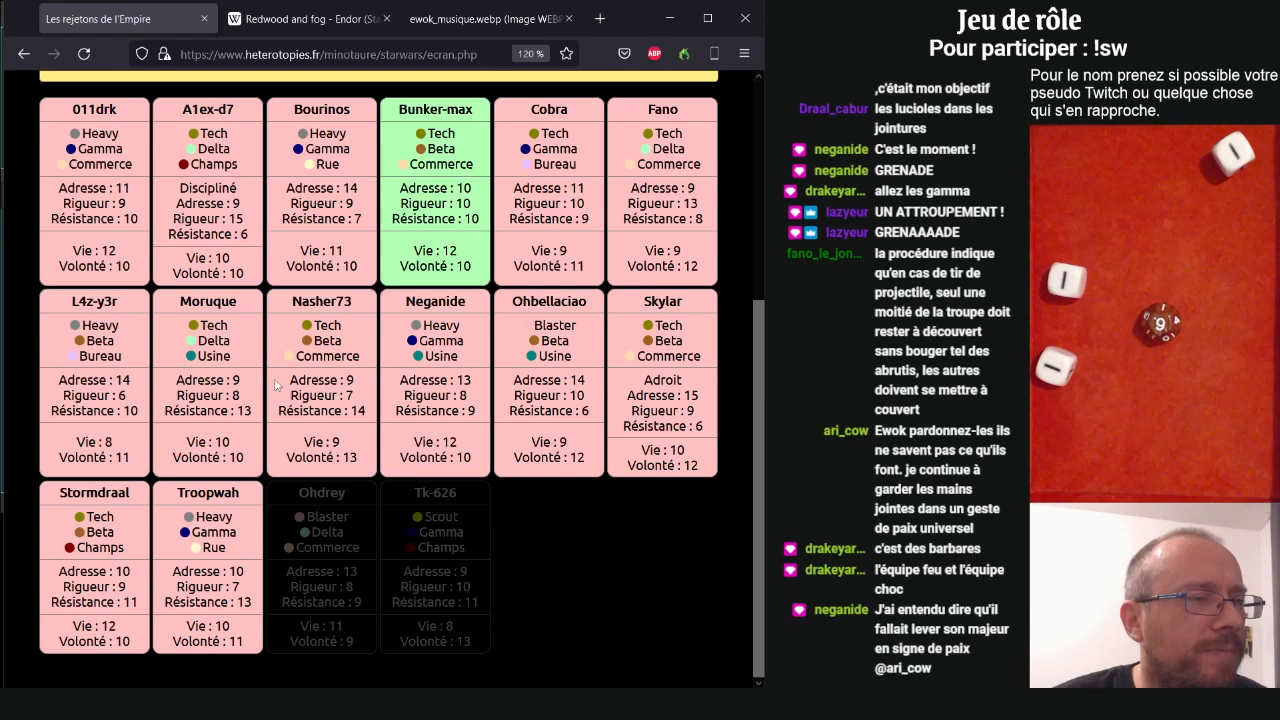 Les rejetons de l'Empire
Redwood and fog - Endor (Sta
ewok_musique.webp (Image WEBP
https://www.heterotopies.fr/minotaure/starwars/ecran.php
120 %
ABP
011drk
Heavy
Gamma
Commerce
Adresse : 11
Rigueur : 9
Résistance : 10
Vie : 12
Volonté : 10
A1ex-d7
Tech
Delta
Champs
Discipliné
Adresse : 9
Rigueur : 15
Résistance : 6
Vie : 10
Volonté : 10
Bourinos
Heavy
Gamma
Rue
Adresse : 14
Rigueur : 9
Résistance : 7
Vie : 11
Volonté : 10
Bunker-max
Tech
Beta
Commerce
Adresse : 10
Rigueur : 10
Résistance : 10
Vie : 12
Volonté : 10
Cobra
Tech
Gamma
Bureau
Adresse : 11
Rigueur : 10
Résistance : 9
Vie : 9
Volonté : 11
Fano
Tech
Delta
Commerce
Adresse : 9
Rigueur : 13
Résistance : 8
Vie : 9
Volonté : 12
L4z-y3r
Heavy
Beta
Bureau
Adresse : 14
Rigueur : 6
Résistance : 10
Vie : 8
Volonté : 11
Moruque
Tech
Delta
Usine
Adresse : 9
Rigueur : 8
Résistance : 13
Vie : 10
Volonté : 10
Nasher73
Tech
Beta
Commerce
Adresse : 9
Rigueur : 7
Résistance : 14
Vie : 9
Volonté : 13
Neganide
Heavy
Gamma
Usine
Adresse : 13
Rigueur : 8
Résistance : 9
Vie : 12
Volonté : 10
Ohbellaciao
Blaster
Beta
Usine
Adresse : 14
Rigueur : 10
Résistance : 6
Vie : 9
Volonté : 12
Skylar
Tech
Beta
Commerce
Adroit
Adresse : 15
Rigueur : 9
Résistance : 6
Vie : 10
Volonté : 12
Stormdraal
Tech
Beta
Champs
Adresse : 10
Rigueur : 9
Résistance : 11
Vie : 12
Volonté : 10
Troopwah
Heavy
Gamma
Rue
Adresse : 10
Rigueur : 7
Résistance : 13
Vie : 10
Volonté : 11
Ohdrey
Blaster
Delta
Commerce
Adresse : 13
Rigueur : 8
Résistance : 9
Vie : 11
Volonté : 9
Tk-626
Scout
Gamma
Champs
Adresse : 9
Rigueur : 10
Résistance : 11
Vie : 8
Volonté : 13
Jeu de rôle
Pour participer : !sw
,c'était mon objectif
Draal_cabur les lucioles dans les
jointures
neganide C'est le moment !
neganide GRENADE
drakeyar... allez les gamma
lazyeur UN ATTROUPEMENT !
lazyeur GRENAAAADE
fano_le_jon... la procédure indique
qu'en cas de tir de
projectile, seul une
moitié de la troupe doit
rester à découvert
sans bouger tel des
abrutis, les autres
doivent se mettre à
couvert
ari_cow Ewok pardonnez-les ils
ne savent pas ce qu'ils
font. je continue à
garder les mains
jointes dans un geste
de paix universel
drakeyar... c'est des barbares
drakeyar... l'équipe feu et l'équipe
choc
neganide J'ai entendu dire qu'il
fallait lever son majeur
en signe de paix
@ari_cow
Pour le nom prenez si possible votre
pseudo Twitch ou quelque chose
qui s'en rapproche.
9